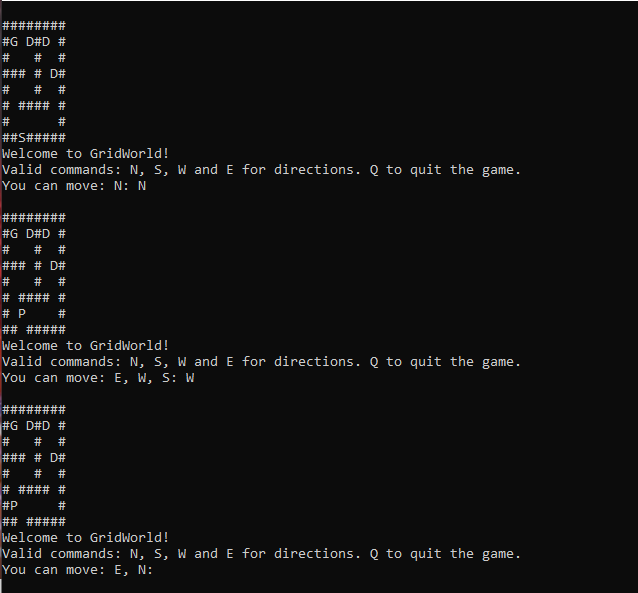 ########
#G D#D #
#   #  #
### # D#
#   #  #
# #### #
#      #
##S#####
Welcome to GridWorld!
Valid commands: N, S, W and E for directions. Q to quit the game.
You can move: N: N
########
#G D#D #
#   #  #
### # D#
#   #  #
# #### #
# P    #
## #####
Welcome to GridWorld!
Valid commands: N, S, W and E for directions. Q to quit the game.
You can move: E, W, S: W
########
#G D#D #
#   #  #
### # D#
#   #  #
# #### #
#P     #
## #####
Welcome to GridWorld!
Valid commands: N, S, W and E for directions. Q to quit the game.
You can move: E, N: